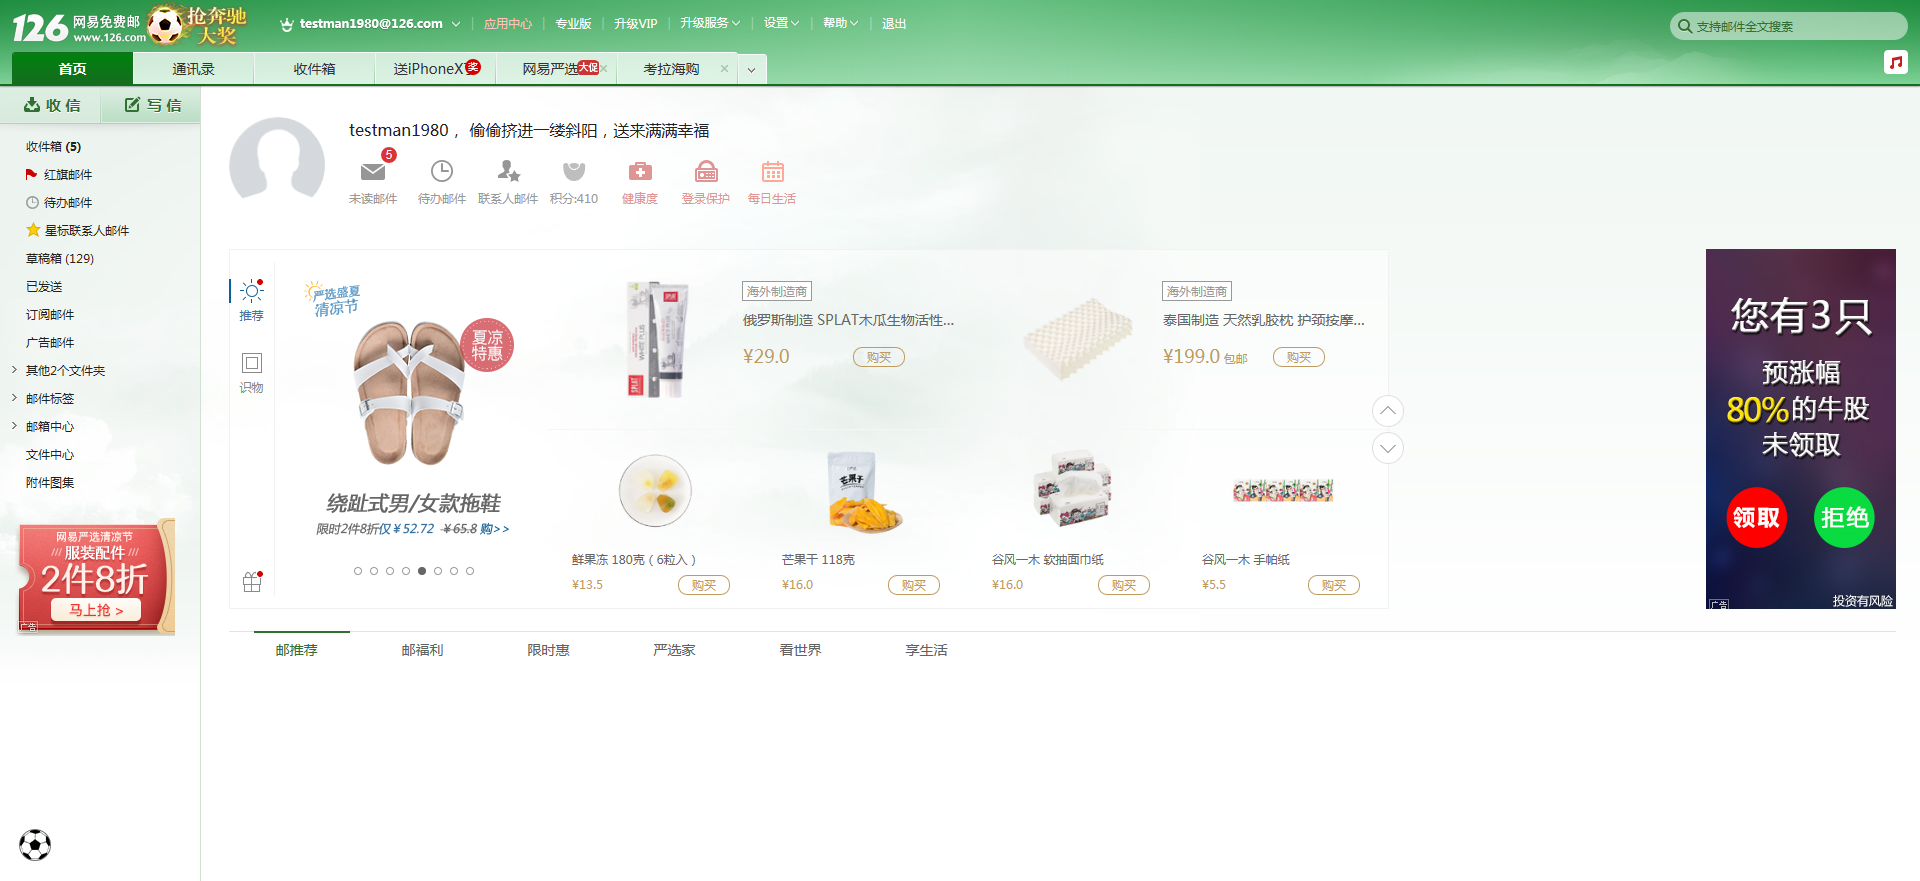 126 网易免费邮
www.126.com
抢奔驰
大奖
testman1980@126.com
应用中心 专业版 升级VIP 升级服务 设置 帮助 退出
支持邮件全文搜索
首页 通讯录 收件箱 送iPhoneX 奖 网易严选 大促 × 考拉海购 ×
收信 写信
收件箱 (5)
红旗邮件
待办邮件
星标联系人邮件
草稿箱 (129)
已发送
订阅邮件
广告邮件
其他2个文件夹
邮件标签
邮箱中心
文件中心
附件图集
网易严选清凉节
/// 服装配件 ///
2件8折
马上抢 >
广告
testman1980， 偷偷挤进一缕斜阳，送来满满幸福
5
未读邮件 待办邮件 联系人邮件 积分:410 健康度 登录保护 每日生活
推荐
识物
严选盛夏
清凉节
夏凉
特惠
绕趾式男/女款拖鞋
限时2件8折仅￥52.72 ￥65.8 购>>
SPLAT
海外制造商
俄罗斯制造 SPLAT木瓜生物活性...
¥29.0 购买
海外制造商
泰国制造 天然乳胶枕 护颈按摩...
¥199.0 包邮 购买
芒果干
鲜果冻 180克（6粒入）
¥13.5 购买
芒果干 118克
¥16.0 购买
谷风一木 软抽面巾纸
¥16.0 购买
谷风一木 手帕纸
¥5.5 购买
您有3只
预涨幅
80%的牛股
未领取
领取 拒绝
广告 投资有风险
邮推荐 邮福利 限时惠 严选家 看世界 享生活